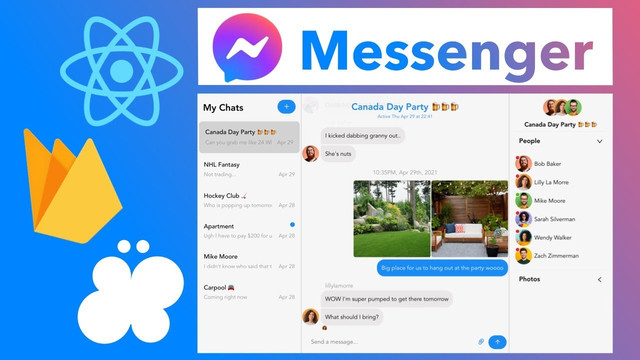 Messenger
My Chats
+
Canada Day Party 🍻🍻🍻
Can you grab me like 24 Wh Apr 29
NHL Fantasy
Not trading... Apr 29
Hockey Club 🏒
Who is popping up tomorro Apr 28
Apartment
Ugh I have to pay $200 for u Apr 28
Mike Moore
I didn't know who said that t Apr 28
Carpool 🚘
Coming right now Apr 28
Canada Day Party 🍻🍻🍻
Active Thu Apr 29 at 22:41
I kicked dabbing granny out..
She's nuts
10:35PM, Apr 29th, 2021
Big place for us to hang out at the party woooo
lillylamorre
WOW I'm super pumped to get there tomorrow
What should I bring?
Send a message...
Canada Day Party 🍻🍻🍻
People
Bob Baker
Lilly La Morre
Mike Moore
Sarah Silverman
Wendy Walker
Zach Zimmerman
Photos